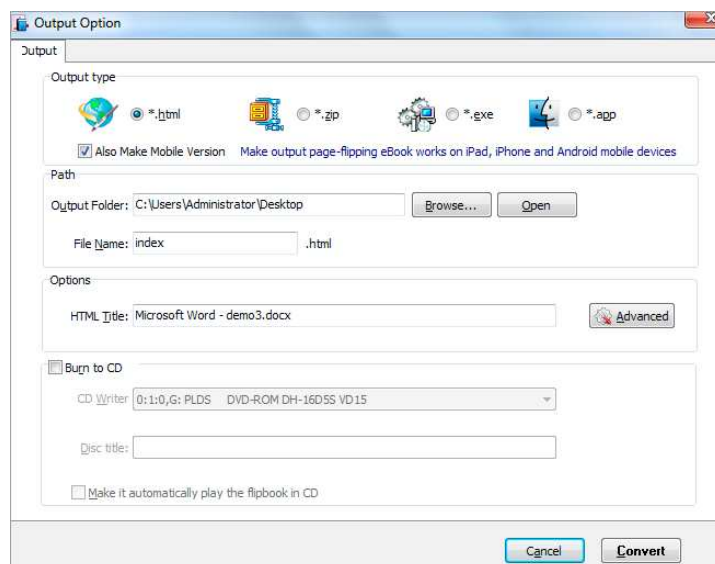 Output Option
Output
Output type
*.html
*.zip
*.exe
*.app
Also Make Mobile Version Make output page-flipping eBook works on iPad, iPhone and Android mobile devices
Path
Output Folder: C:\Users\Administrator\Desktop Browse... Open
File Name: index .html
Options
HTML Title: Microsoft Word - demo3.docx Advanced
Burn to CD
CD Writer 0:1:0,G: PLDS DVD-ROM DH-16D5S VD15
Disc title:
Make it automatically play the flipbook in CD
Cancel Convert